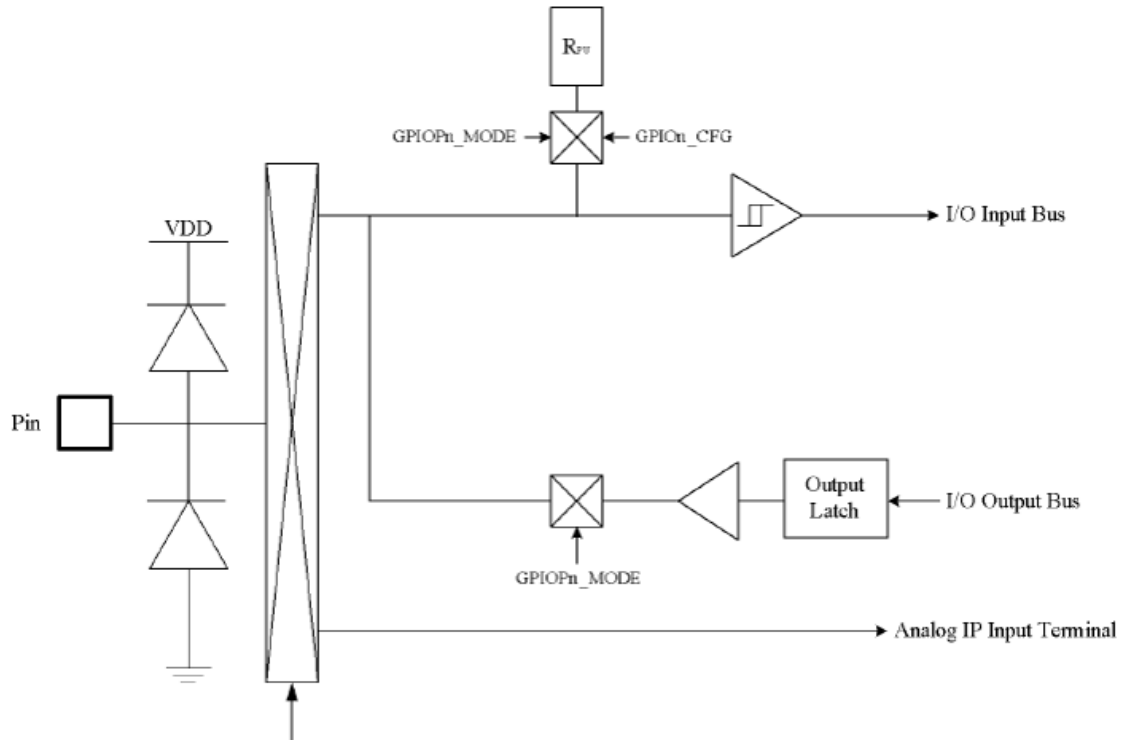 RPU
GPIOPn_MODE
GPIOn_CFG
I/O Input Bus
VDD
Pin
Output
Latch
I/O Output Bus
GPIOPn_MODE
Analog IP Input Terminal